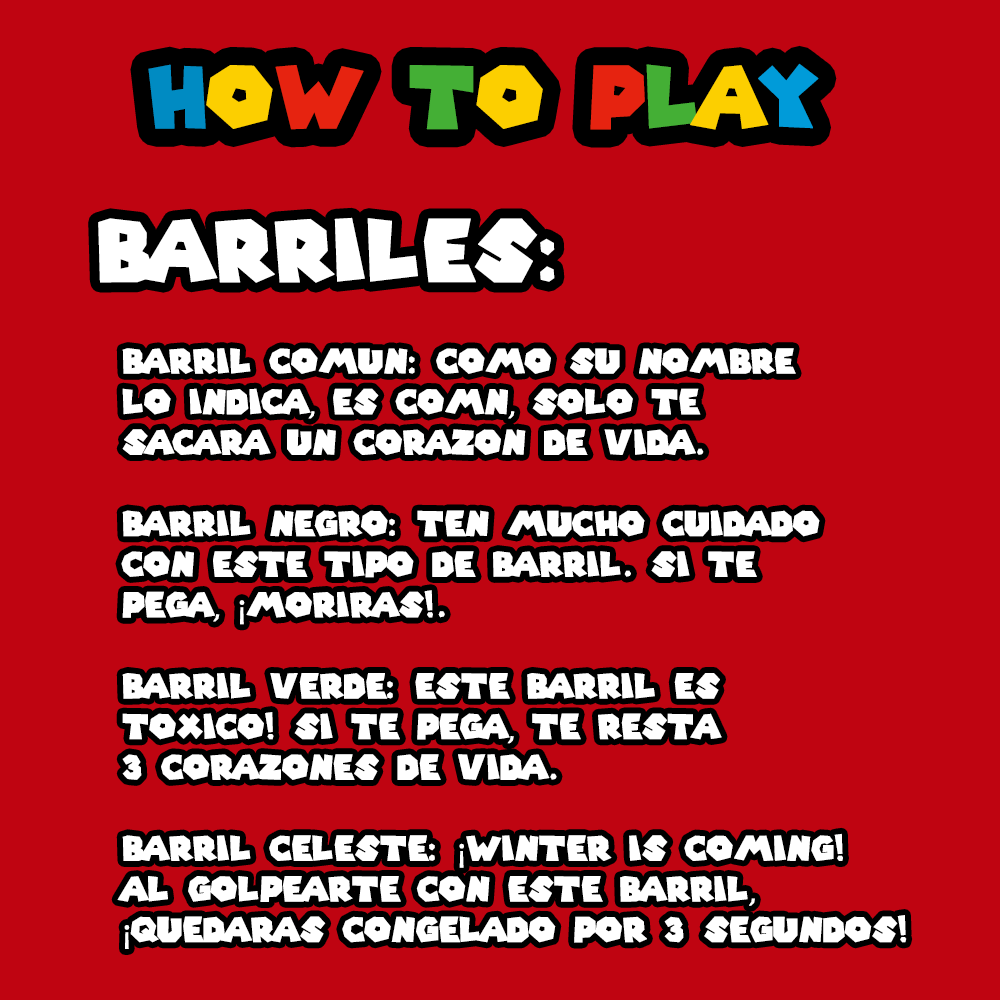 HOW TO PLAY
BARRILES:
BARRIL COMUN: COMO SU NOMBRE
LO INDICA, ES COMN, SOLO TE
SACARA UN CORAZON DE VIDA.
BARRIL NEGRO: TEN MUCHO CUIDADO
CON ESTE TIPO DE BARRIL. SI TE
PEGA, ¡MORIRAS!.
BARRIL VERDE: ESTE BARRIL ES
TOXICO! SI TE PEGA, TE RESTA
3 CORAZONES DE VIDA.
BARRIL CELESTE: ¡WINTER IS COMING!
AL GOLPEARTE CON ESTE BARRIL,
¡QUEDARAS CONGELADO POR 3 SEGUNDOS!